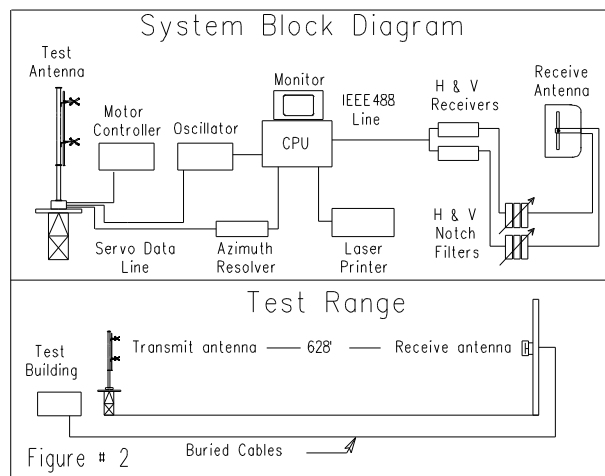 System Block Diagram
Test
Antenna
Motor
Controller
Oscillator
Monitor
CPU
IEEE488
Line
H & V
Receivers
Receive
Antenna
Servo Data
Line
Azimuth
Resolver
Laser
Printer
H & V
Notch
Filters
Test Range
Test
Building
Transmit antenna
628'
Receive antenna
Buried Cables
Figure # 2